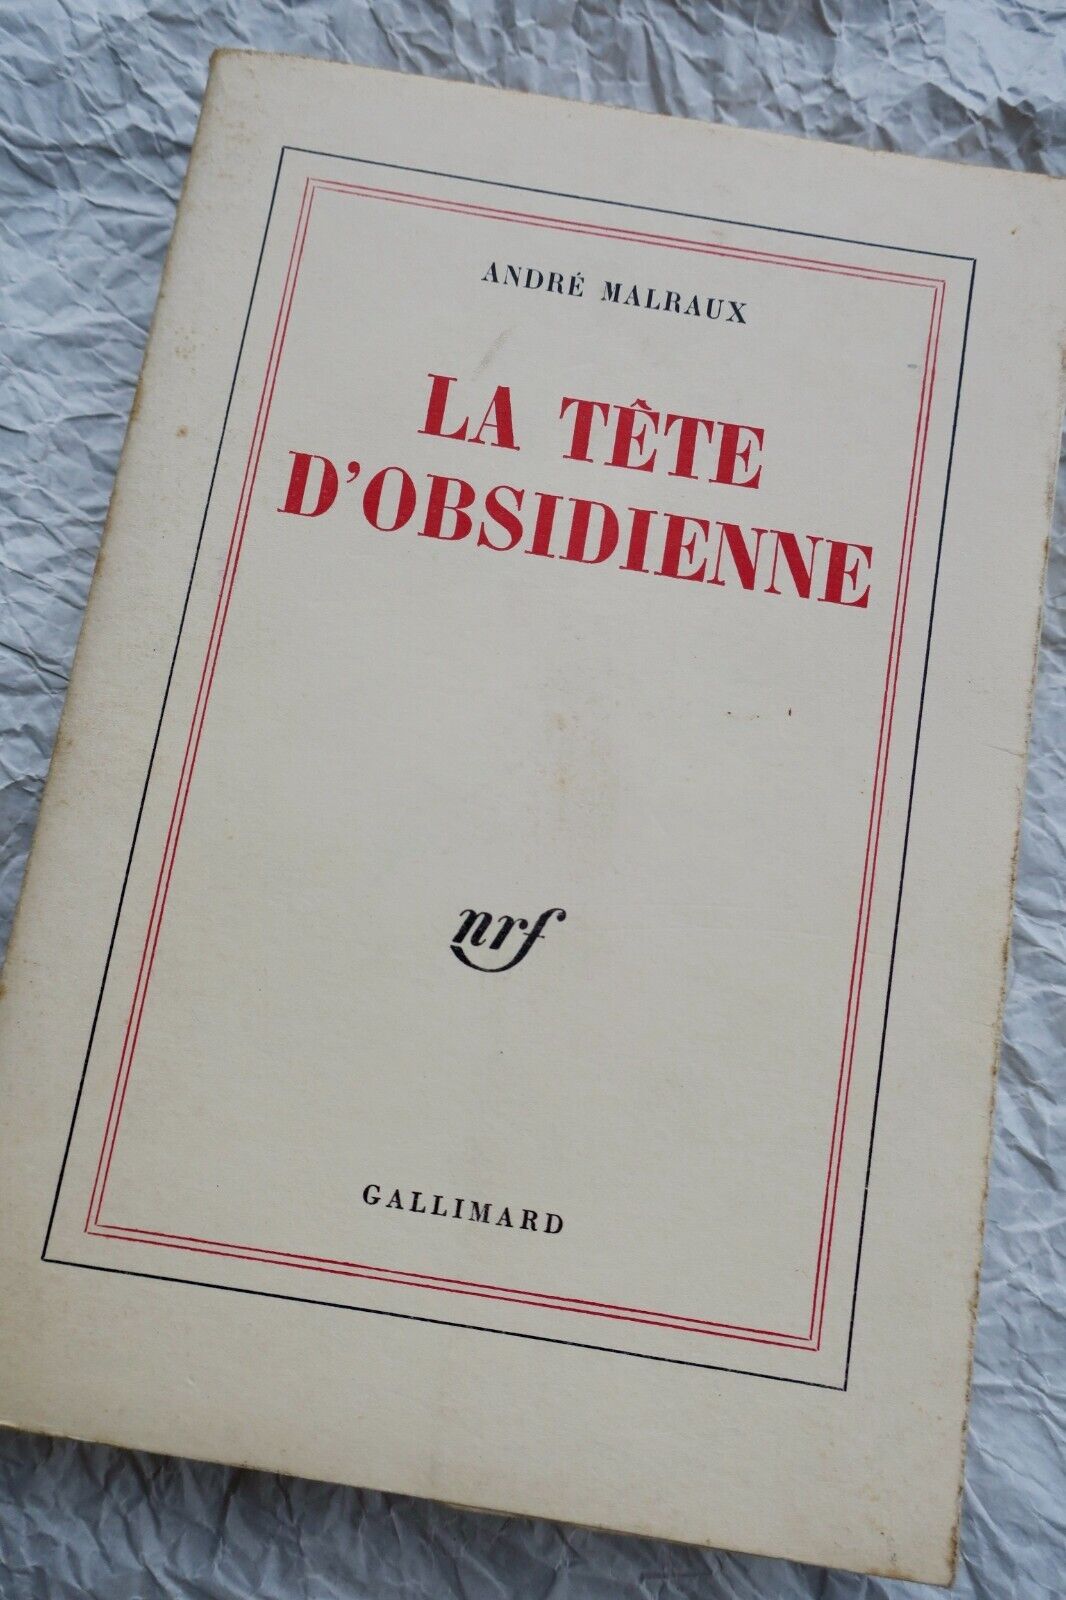 ANDRÉ MALRAUX
LA TÊTE
D'OBSIDIENNE
nrf
GALLIMARD